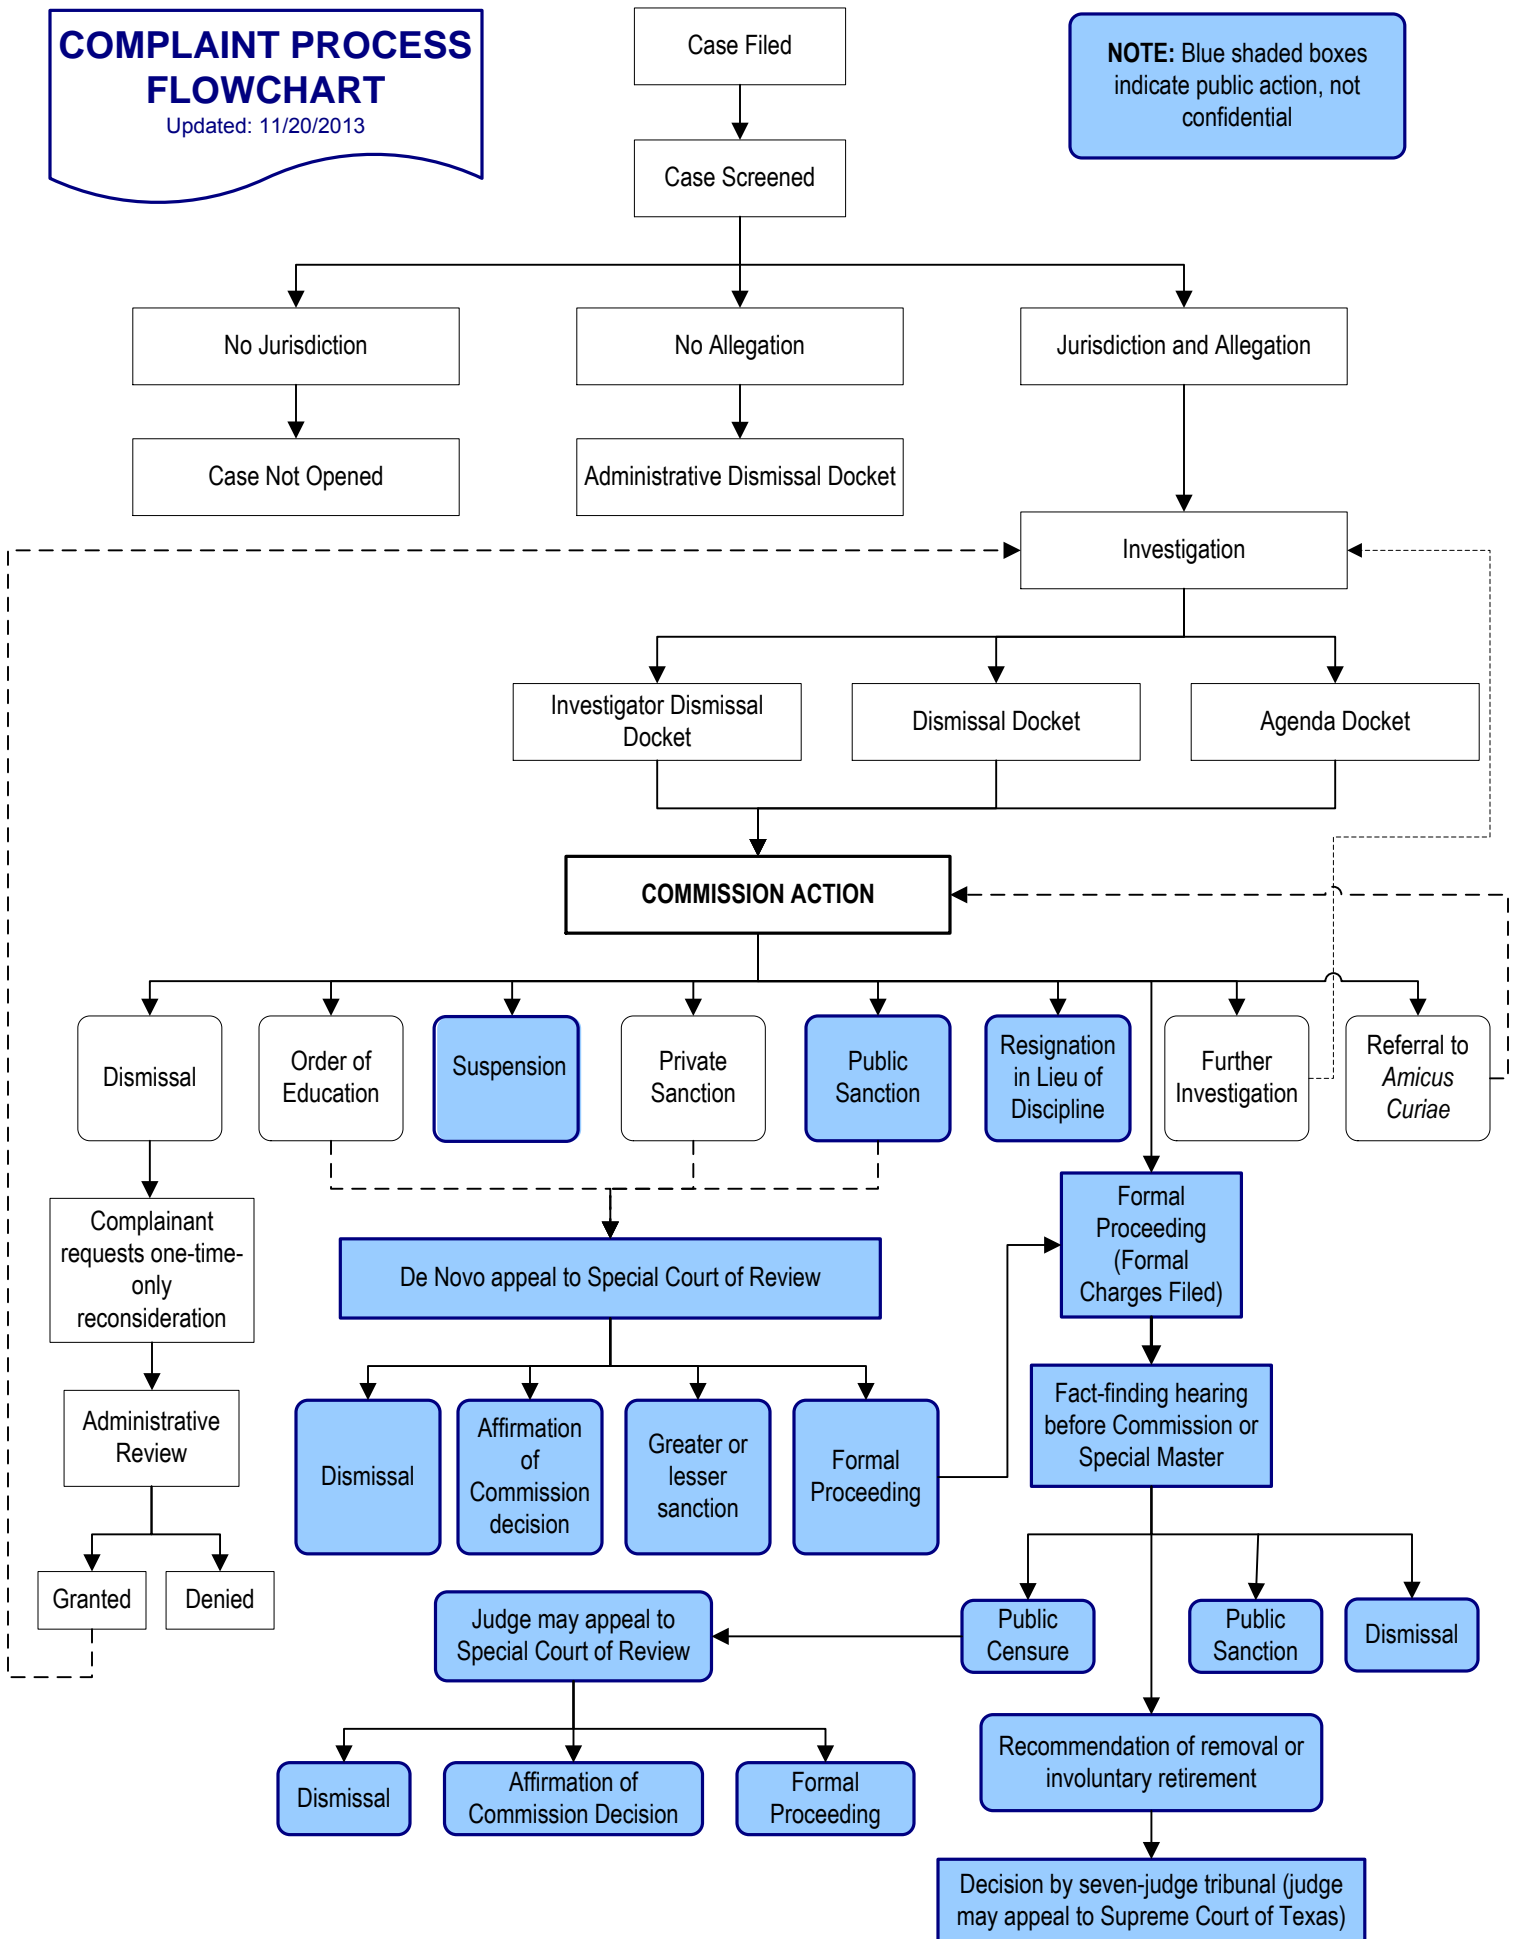 COMPLAINT PROCESS
FLOWCHART
Updated: 11/20/2013
Case Filed
NOTE: Blue shaded boxes
indicate public action, not
confidential
Case Screened
No Jurisdiction
No Allegation
Jurisdiction and Allegation
Case Not Opened
Administrative Dismissal Docket
Investigation
Investigator Dismissal
Docket
Dismissal Docket
Agenda Docket
COMMISSION ACTION
Dismissal
Order of
Education
Suspension
Private
Sanction
Public
Sanction
Resignation
in Lieu of
Discipline
Further
Investigation
Referral to
Amicus
Curiae
Complainant
requests one-time-
only
reconsideration
De Novo appeal to Special Court of Review
Formal
Proceeding
(Formal
Charges Filed)
Administrative
Review
Dismissal
Affirmation
of
Commission
decision
Greater or
lesser
sanction
Formal
Proceeding
Fact-finding hearing
before Commission or
Special Master
Granted
Denied
Judge may appeal to
Special Court of Review
Public
Censure
Public
Sanction
Dismissal
Dismissal
Affirmation of
Commission Decision
Formal
Proceeding
Recommendation of removal or
involuntary retirement
Decision by seven-judge tribunal (judge
may appeal to Supreme Court of Texas)